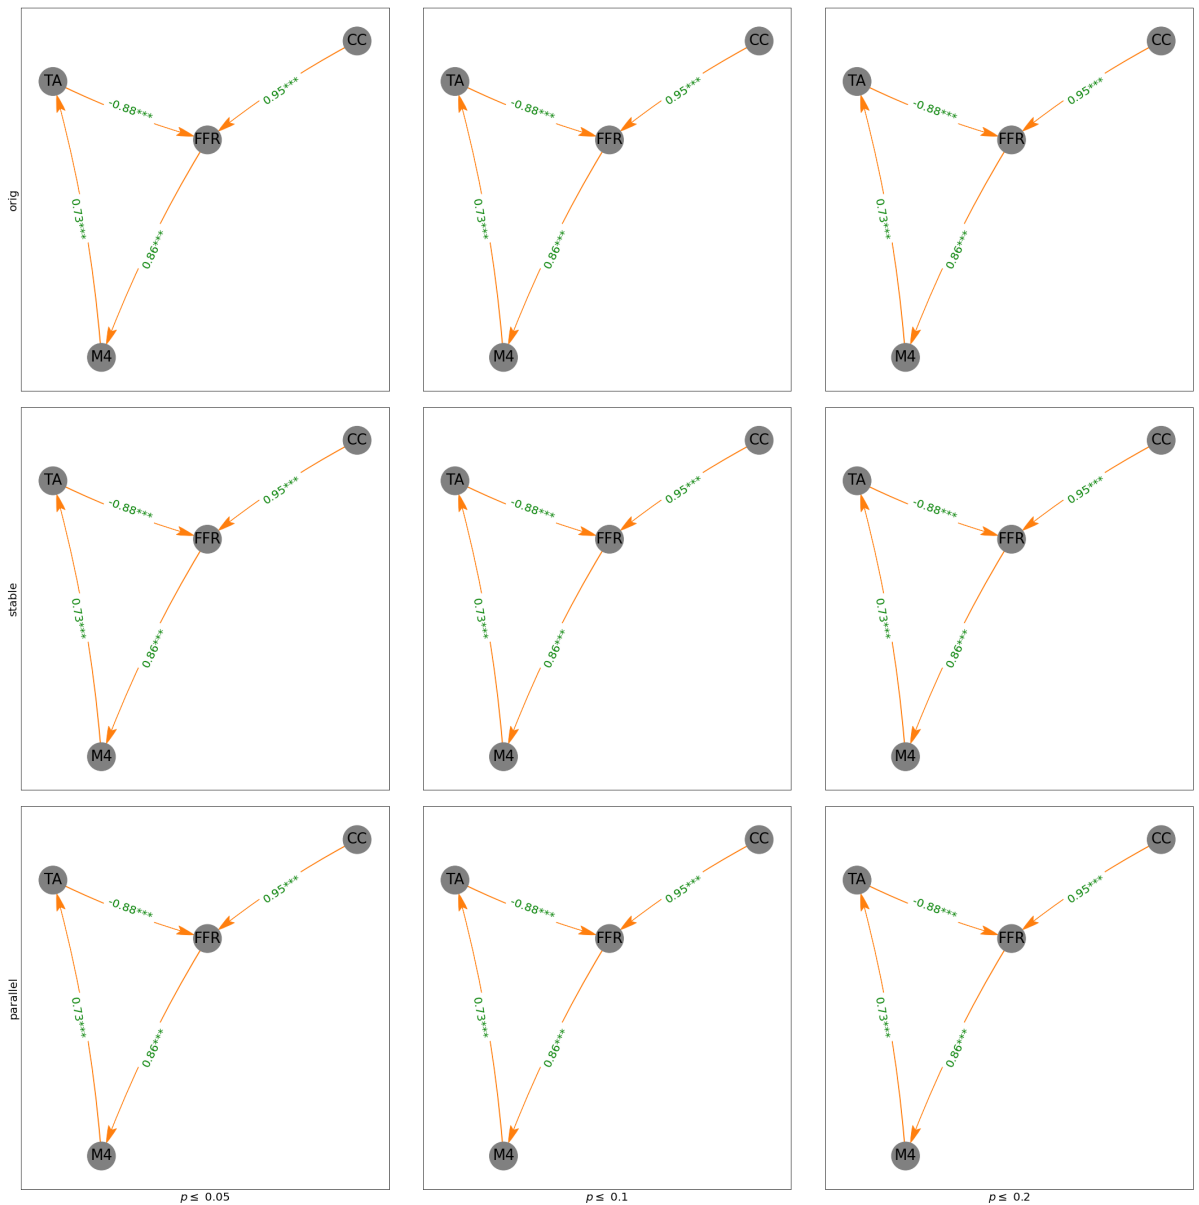 CC
CC
CC
TA
TA
TA
0.95***
0.95***
0.95***
-0.88***
-0.88***
-0.88***
FFR
FFR
FFR
orig
0.73***
0.86***
0.73***
0.86***
0.73***
0.86***
M4
M4
M4
CC
CC
CC
TA
TA
TA
0.95***
0.95***
0.95***
-0.88***
-0.88***
-0.88***
FFR
FFR
FFR
stable
0.73***
0.86***
0.73***
0.86***
0.73***
0.86***
M4
M4
M4
CC
CC
CC
TA
TA
TA
0.95***
0.95***
0.95***
-0.88***
-0.88***
-0.88***
FFR
FFR
FFR
parallel
0.73***
0.86***
0.73***
0.86***
0.73***
0.86***
M4
M4
M4
p ≤ 0.05
p ≤ 0.1
p ≤ 0.2